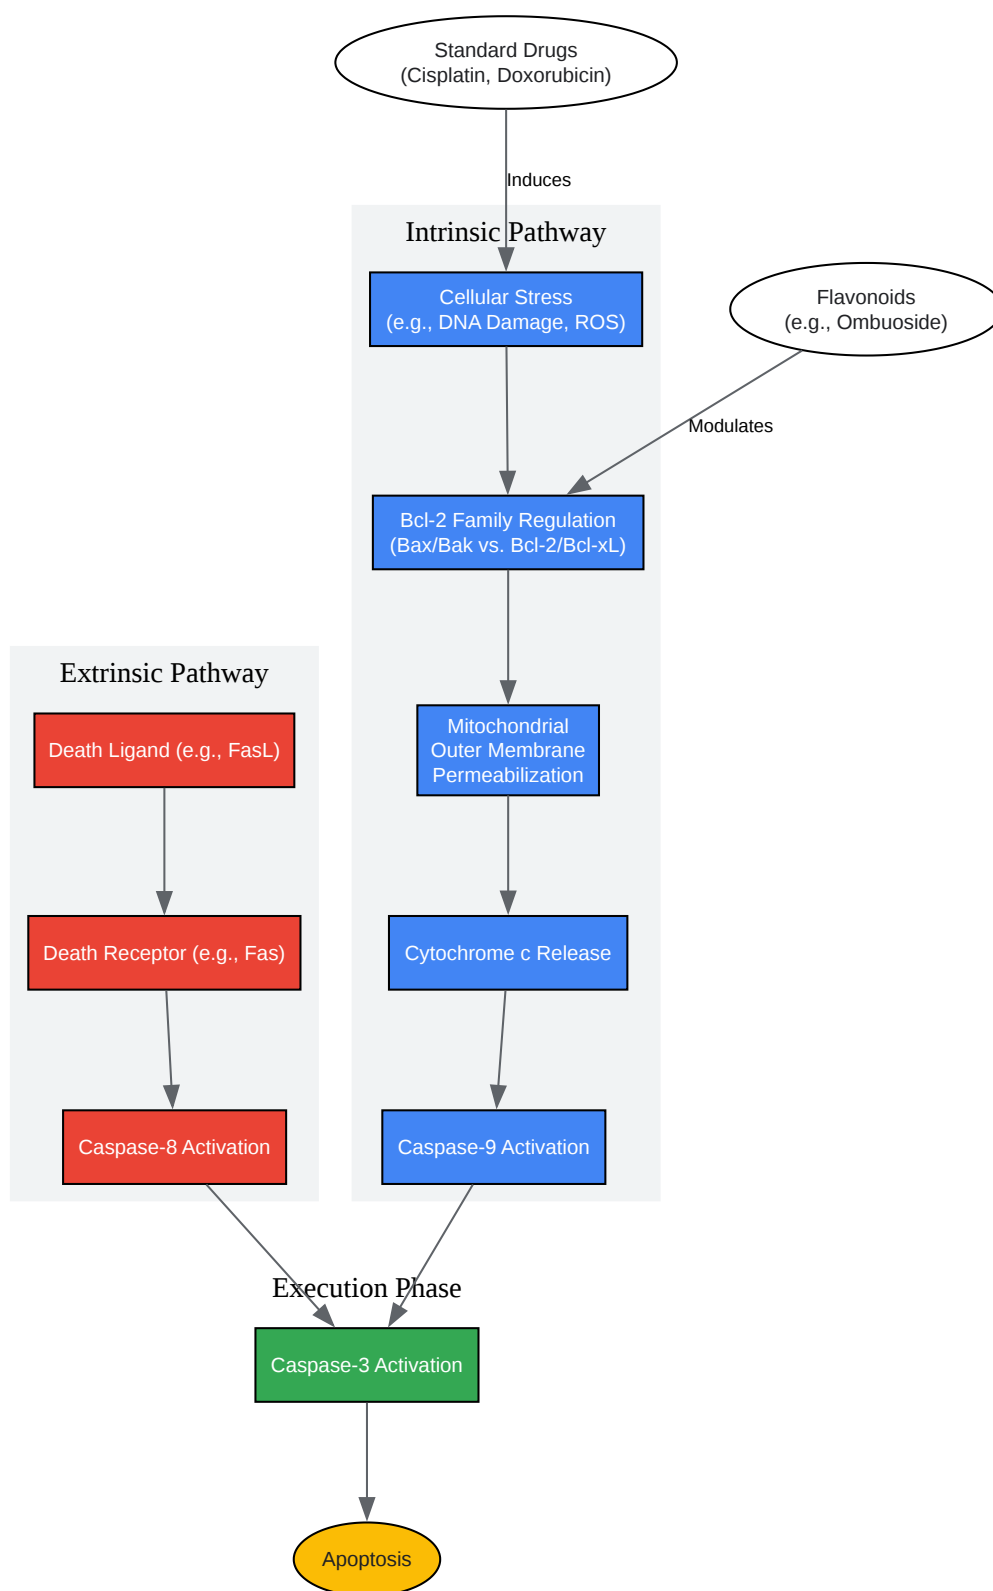 Standard Drugs
(Cisplatin, Doxorubicin)
Induces
Intrinsic Pathway
Cellular Stress
(e.g., DNA Damage, ROS)
Flavonoids
(e.g., Ombuoside)
Modulates
Bcl-2 Family Regulation
(Bax/Bak vs. Bcl-2/Bcl-xL)
Extrinsic Pathway
Death Ligand (e.g., FasL)
Mitochondrial
Outer Membrane
Permeabilization
Death Receptor (e.g., Fas)
Cytochrome c Release
Caspase-8 Activation
Caspase-9 Activation
Execution Phase
Caspase-3 Activation
Apoptosis